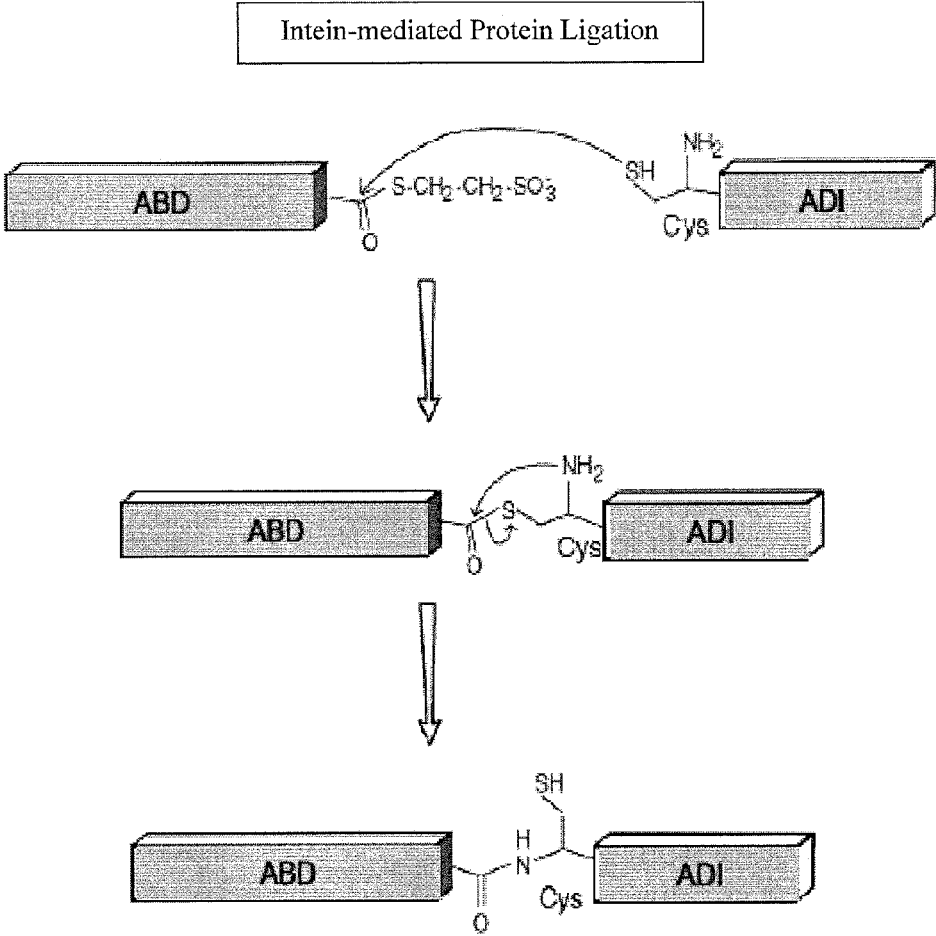 Intein-mediated Protein Ligation
NH₂
SH
ABD
S-CH₂-CH₂-SO₃⁻
Cys
ADI
O
NH₂
ABD
S
Cys
ADI
O
SH
H
N
ABD
Cys
ADI
O